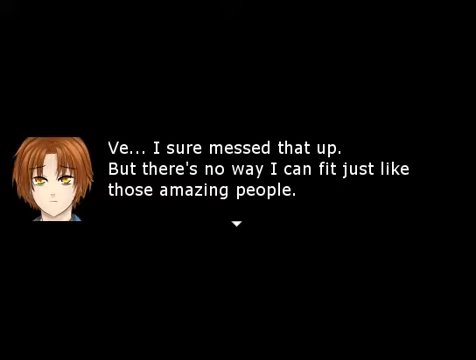 Ve... I sure messed that up.
But there's no way I can fit just like
those amazing people.